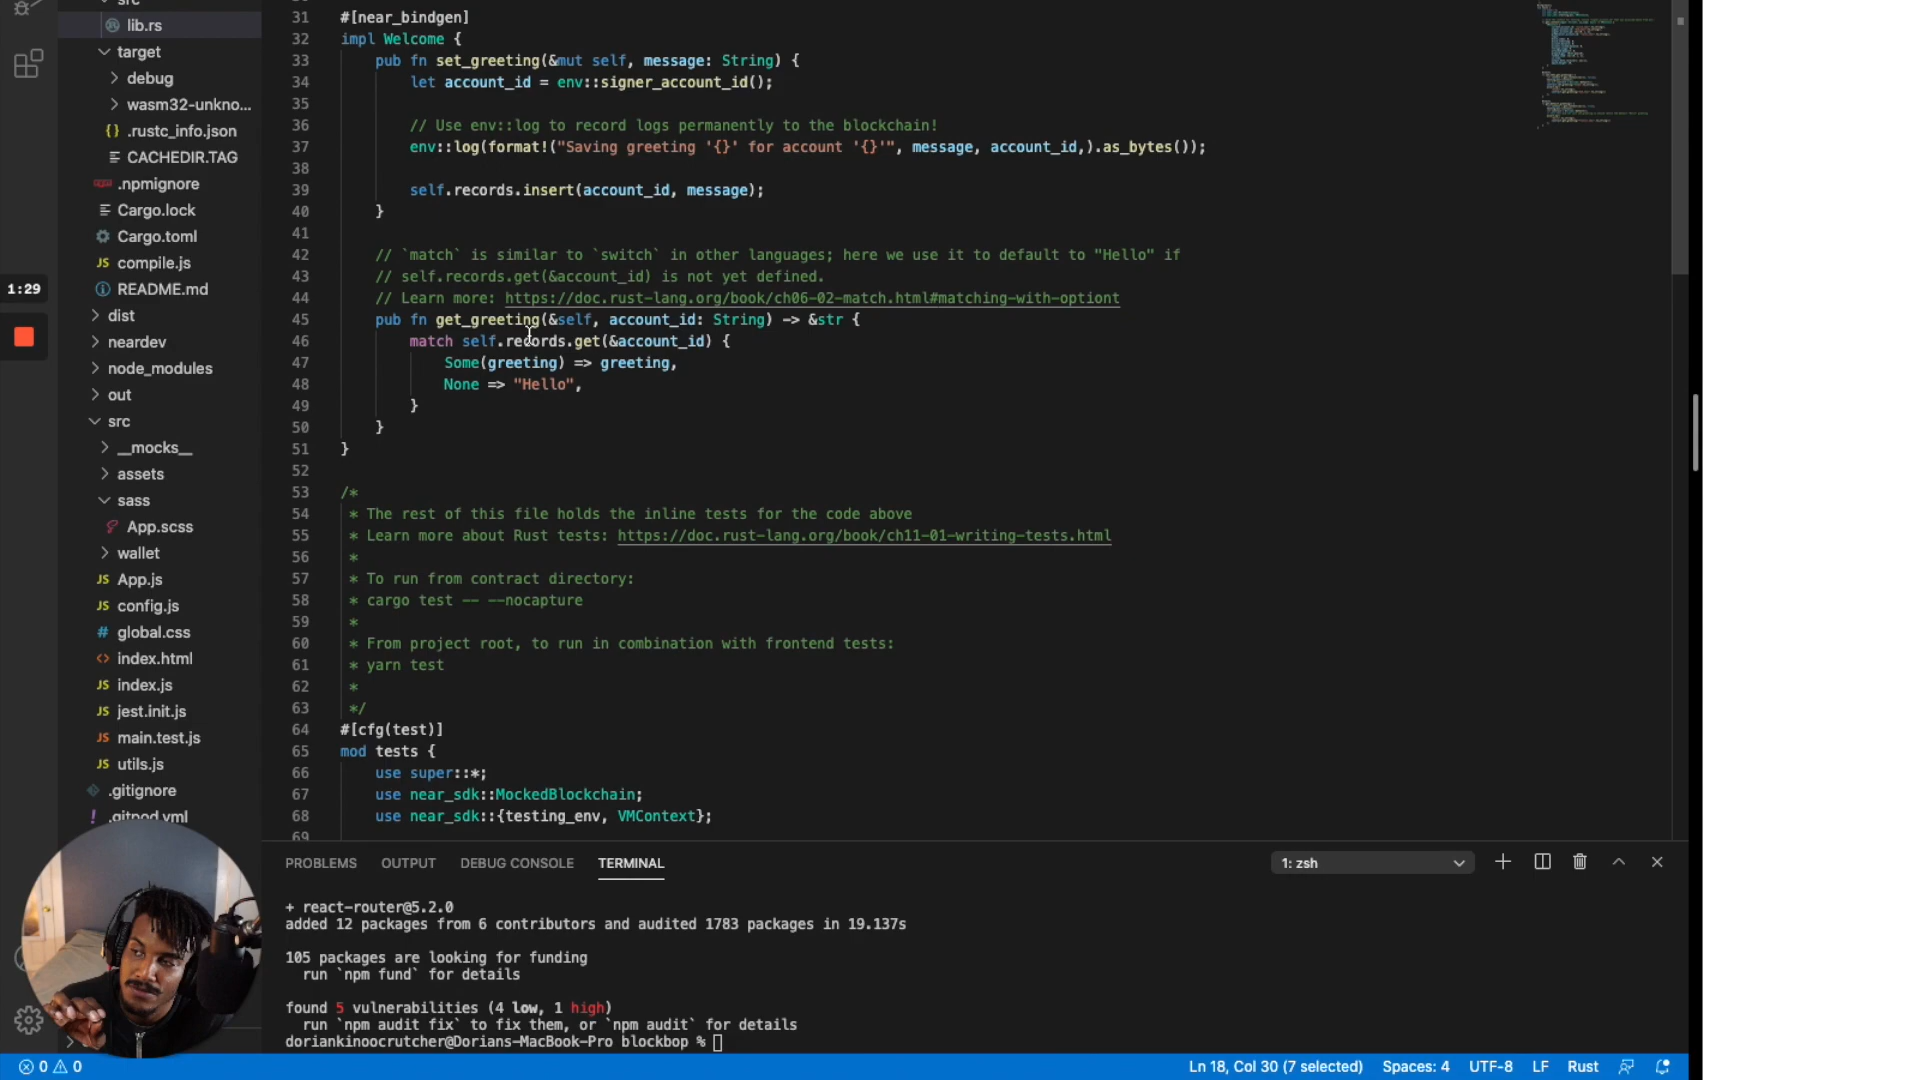 src
lib.rs
target
debug
wasm32-unkno...
{} .rustc_info.json
CACHEDIR.TAG
.npmignore
Cargo.lock
Cargo.toml
JS compile.js
README.md
dist
neardev
node_modules
out
src
__mocks__
assets
sass
App.scss
wallet
JS App.js
JS config.js
# global.css
<> index.html
JS index.js
JS jest.init.js
JS main.test.js
JS utils.js
.gitignore
! .gitpod.yml
1:29
31 #[near_bindgen]
32 impl Welcome {
33 pub fn set_greeting(&mut self, message: String) {
34 let account_id = env::signer_account_id();
35
36 // Use env::log to record logs permanently to the blockchain!
37 env::log(format!("Saving greeting '{}' for account '{}'", message, account_id,).as_bytes());
38
39 self.records.insert(account_id, message);
40 }
41
42 // `match` is similar to `switch` in other languages; here we use it to default to "Hello" if
43 // self.records.get(&account_id) is not yet defined.
44 // Learn more: https://doc.rust-lang.org/book/ch06-02-match.html#matching-with-optiont
45 pub fn get_greeting(&self, account_id: String) -> &str {
46 match self.records.get(&account_id) {
47 Some(greeting) => greeting,
48 None => "Hello",
49 }
50 }
51 }
52
53 /*
54 * The rest of this file holds the inline tests for the code above
55 * Learn more about Rust tests: https://doc.rust-lang.org/book/ch11-01-writing-tests.html
56 *
57 * To run from contract directory:
58 * cargo test -- --nocapture
59 *
60 * From project root, to run in combination with frontend tests:
61 * yarn test
62 *
63 */
64 #[cfg(test)]
65 mod tests {
66 use super::*;
67 use near_sdk::MockedBlockchain;
68 use near_sdk::{testing_env, VMContext};
69
PROBLEMS OUTPUT DEBUG CONSOLE TERMINAL 1: zsh
+ react-router@5.2.0
added 12 packages from 6 contributors and audited 1783 packages in 19.137s
105 packages are looking for funding
run `npm fund` for details
found 5 vulnerabilities (4 low, 1 high)
run `npm audit fix` to fix them, or `npm audit` for details
doriankinoocrutcher@Dorians-MacBook-Pro blockbop %
0 0 Ln 18, Col 30 (7 selected) Spaces: 4 UTF-8 LF Rust